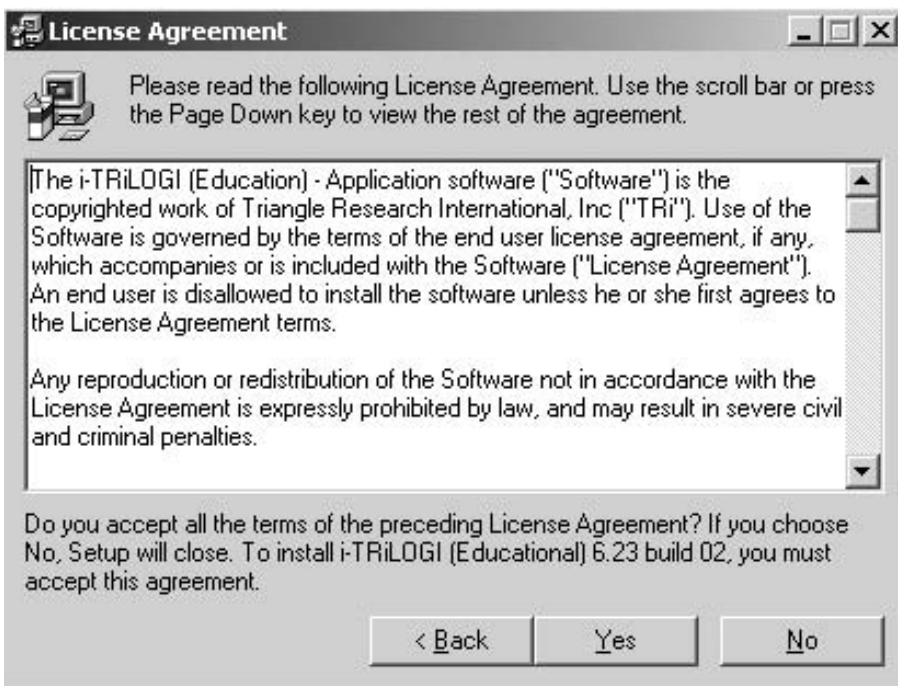 License Agreement
Please read the following License Agreement. Use the scroll bar or press
the Page Down key to view the rest of the agreement.
The i-TRiLOGI (Education) - Application software ("Software") is the
copyrighted work of Triangle Research International, Inc ("TRi"). Use of the
Software is governed by the terms of the end user license agreement, if any,
which accompanies or is included with the Software ("License Agreement").
An end user is disallowed to install the software unless he or she first agrees to
the License Agreement terms.
Any reproduction or redistribution of the Software not in accordance with the
License Agreement is expressly prohibited by law, and may result in severe civil
and criminal penalties.
Do you accept all the terms of the preceding License Agreement? If you choose
No, Setup will close. To install i-TRiLOGI (Educational) 6.23 build 02, you must
accept this agreement.
< Back Yes No